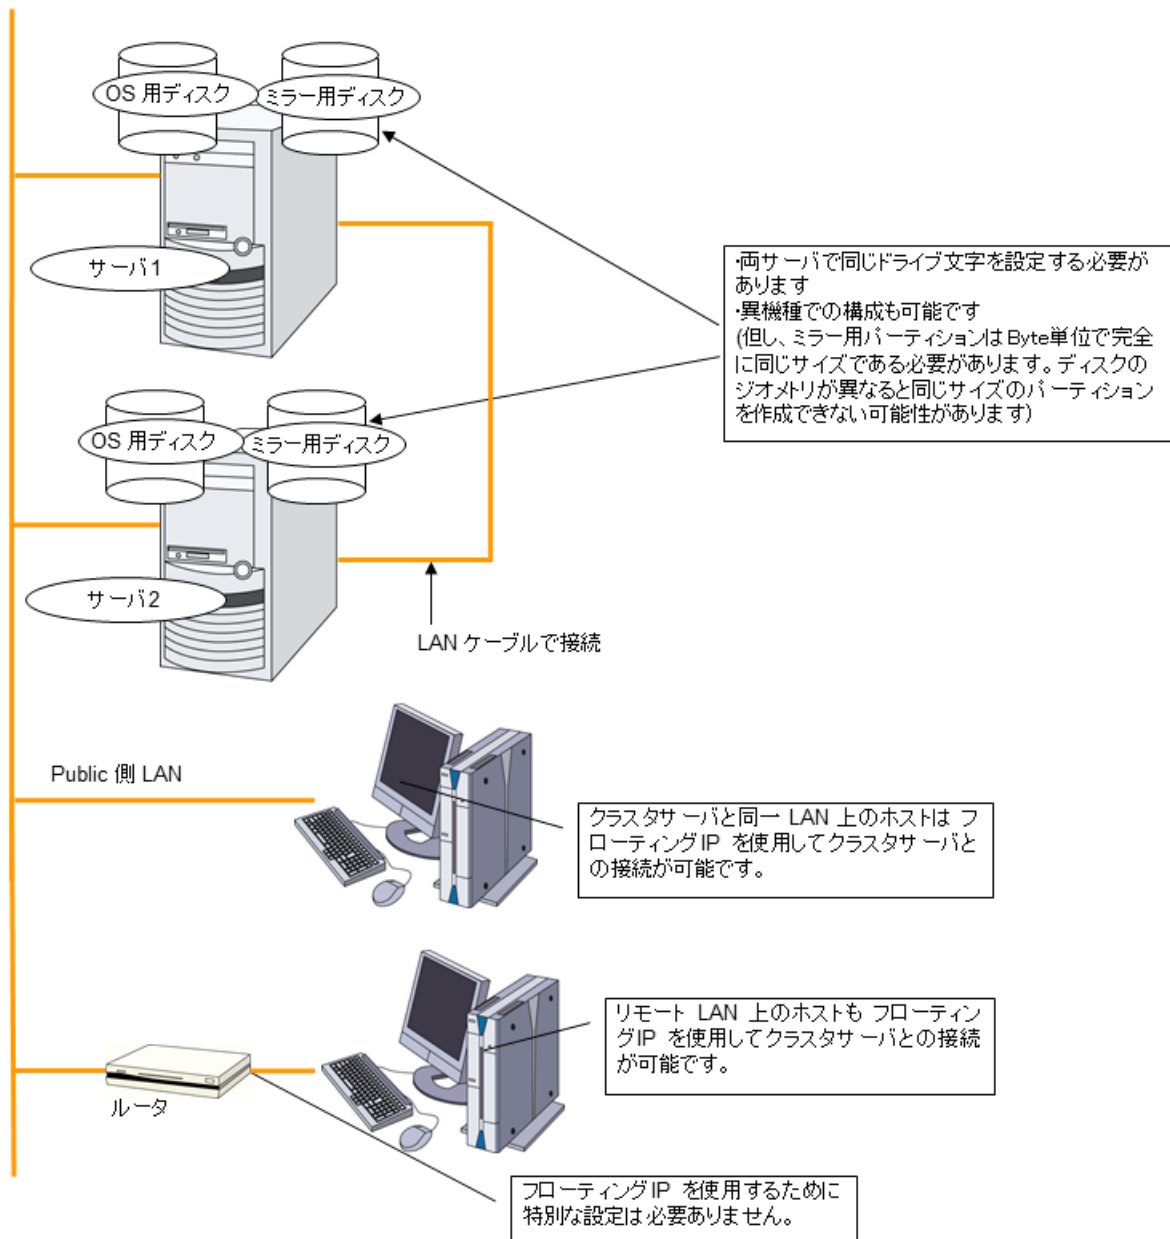 OS 用ディスク
ミラー用ディスク
サーバ1
・両サーバで同じドライブ文字を設定する必要が
あります
・異機種での構成も可能です
(但し、ミラー用パーティションはByte単位で完全
に同じサイズである必要があります。ディスクの
ジオメトリが異なると同じサイズのパーティション
を作成できない可能性があります)
OS 用ディスク
ミラー用ディスク
サーバ2
LAN ケーブルで接続
Public 側 LAN
クラスタサーバと同一 LAN 上のホストは フ
ローティングIP を使用してクラスタサーバと
の接続が可能です。
リモート LAN 上のホストも フローティン
グIP を使用してクラスタサーバとの接続
が可能です。
ルータ
フローティングIP を使用するために
特別な設定は必要ありません。